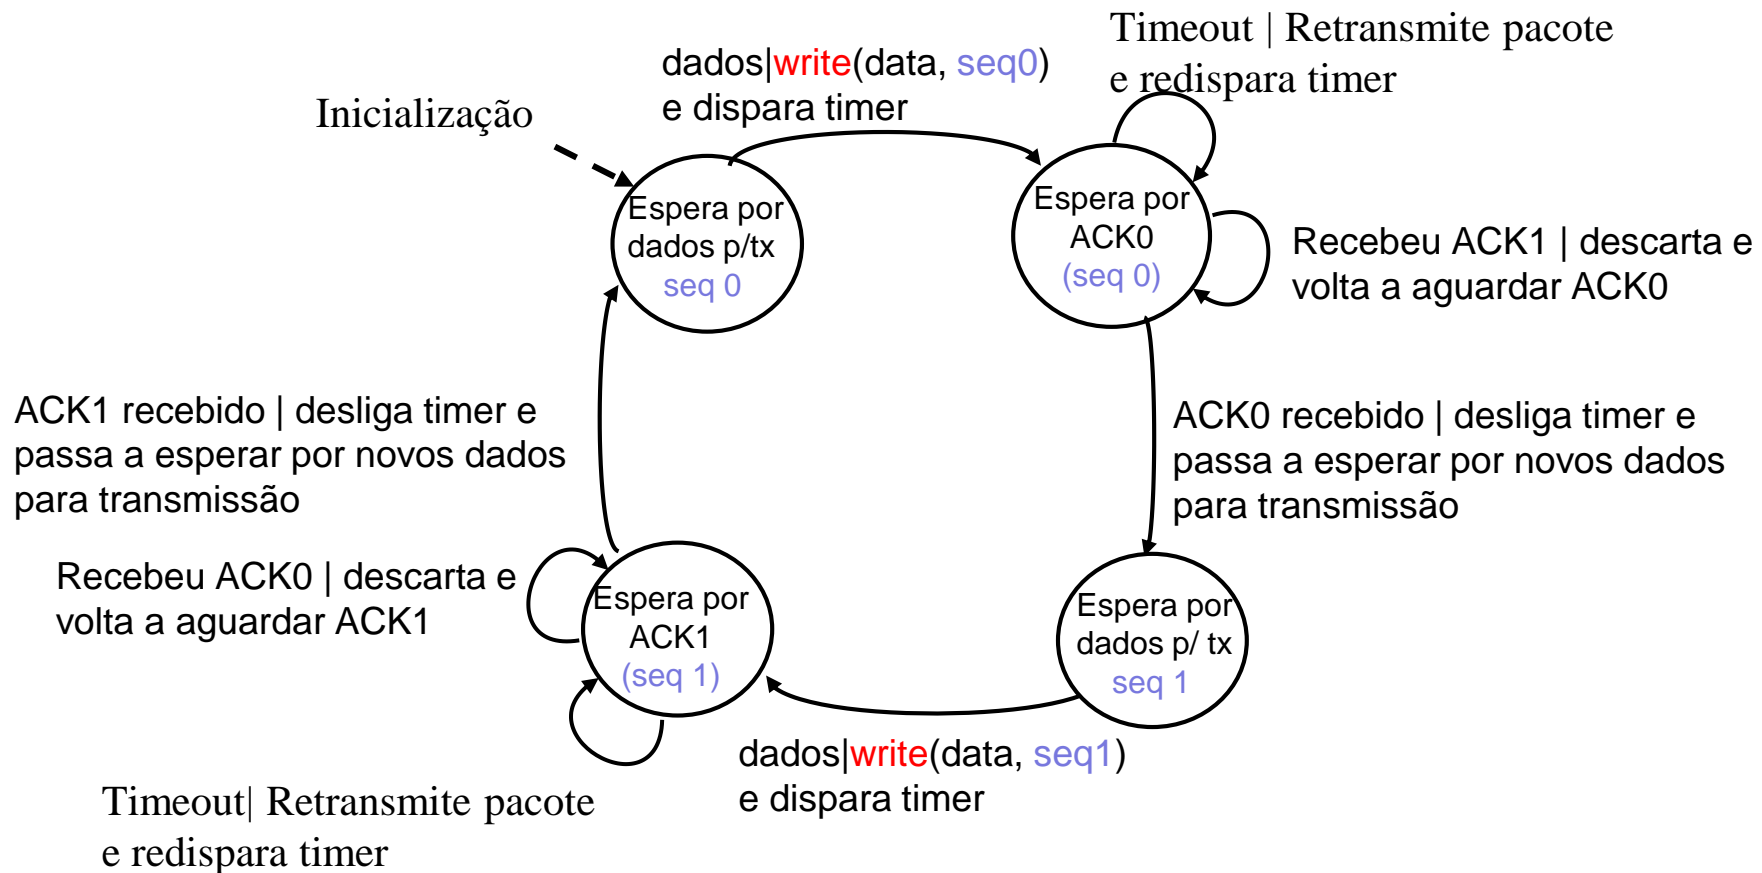 Timeout | Retransmite pacote
e redispara timer
dados|write(data, seq0)
e dispara timer
Inicialização
Espera por
dados p/tx
seq 0
Espera por
ACK0
(seq 0)
Recebeu ACK1 | descarta e
volta a aguardar ACK0
ACK1 recebido | desliga timer e
passa a esperar por novos dados
para transmissão
ACK0 recebido | desliga timer e
passa a esperar por novos dados
para transmissão
Recebeu ACK0 | descarta e
volta a aguardar ACK1
Espera por
ACK1
(seq 1)
Espera por
dados p/ tx
seq 1
dados|write(data, seq1)
e dispara timer
Timeout| Retransmite pacote
e redispara timer